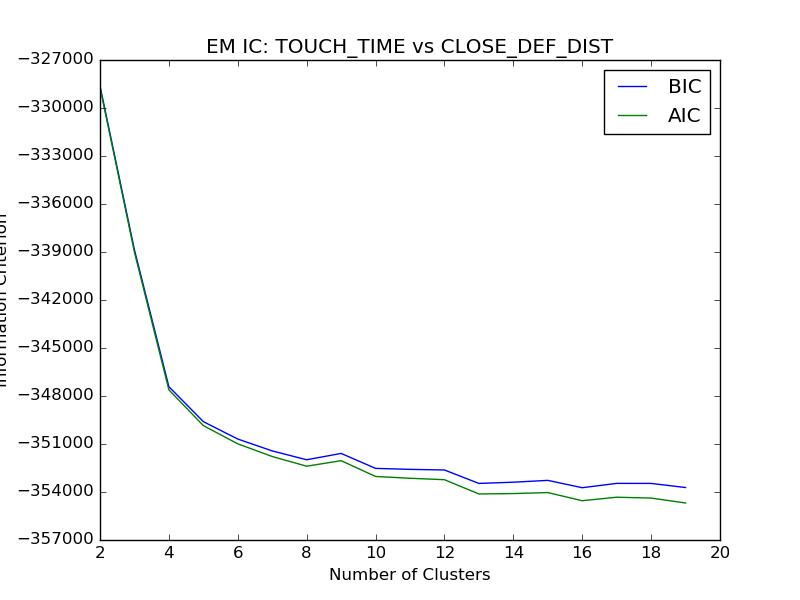 EM IC: TOUCH_TIME vs CLOSE_DEF_DIST
−327000
−330000
−333000
−336000
−339000
−342000
−345000
−348000
−351000
−354000
−357000
Information Criterion
BIC
AIC
2 4 6 8 10 12 14 16 18 20
Number of Clusters